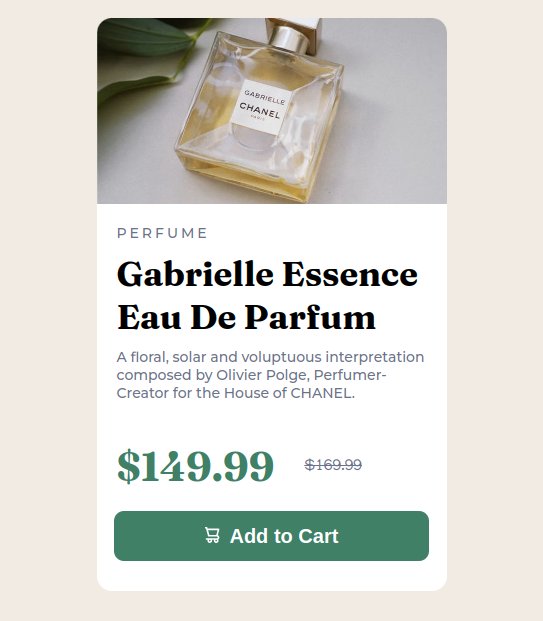 GABRIELLE
CHANEL
PARIS
PERFUME
Gabrielle Essence
Eau De Parfum
A floral, solar and voluptuous interpretation
composed by Olivier Polge, Perfumer-
Creator for the House of CHANEL.
$149.99 $169.99
Add to Cart